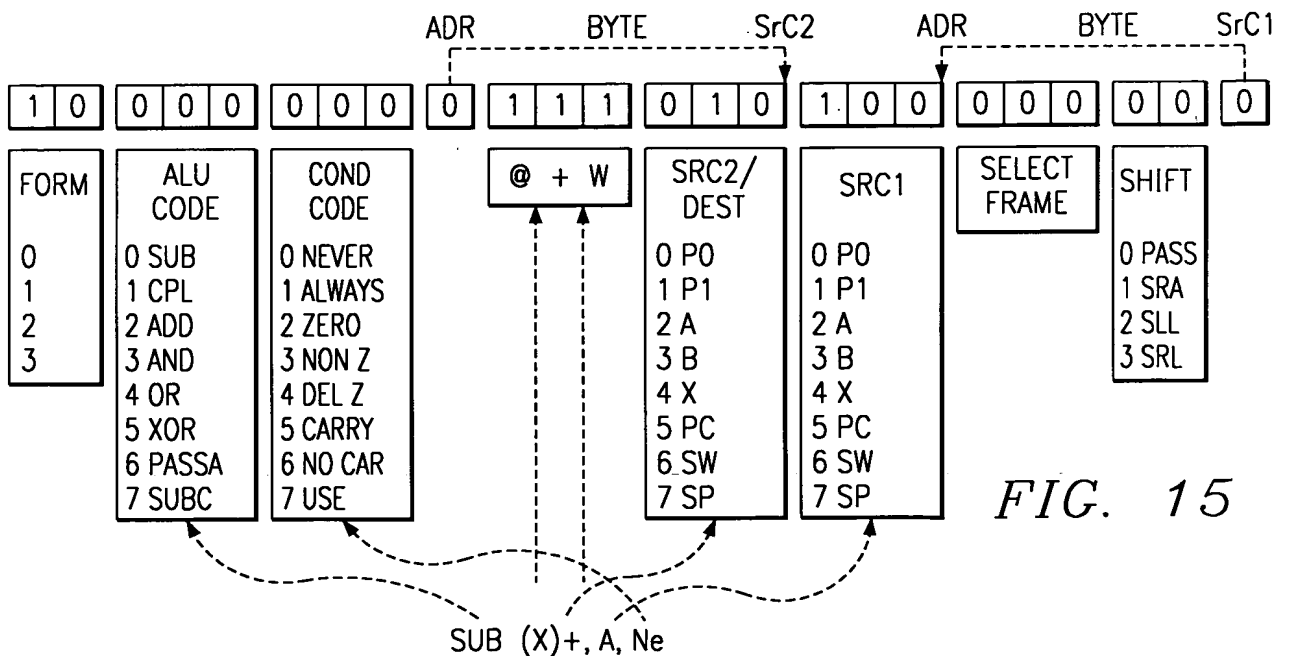 ADR BYTE SrC2 ADR BYTE SrC1
1 0 0 0 0 0 0 0 0 1 1 1 0 1 0 1 0 0 0 0 0 0 0 0
FORM
0
1
2
3
ALU
CODE
0 SUB
1 CPL
2 ADD
3 AND
4 OR
5 XOR
6 PASSA
7 SUBC
COND
CODE
0 NEVER
1 ALWAYS
2 ZERO
3 NON Z
4 DEL Z
5 CARRY
6 NO CAR
7 USE
@ + W
SRC2/
DEST
0 P0
1 P1
2 A
3 B
4 X
5 PC
6 SW
7 SP
SRC1
0 P0
1 P1
2 A
3 B
4 X
5 PC
6 SW
7 SP
SELECT
FRAME
SHIFT
0 PASS
1 SRA
2 SLL
3 SRL
FIG. 15
SUB (X)+, A, Ne